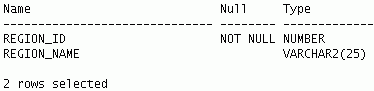 Name Null Type
------------------------------ -------- -------------
REGION_ID NOT NULL NUMBER
REGION_NAME VARCHAR2(25)
2 rows selected